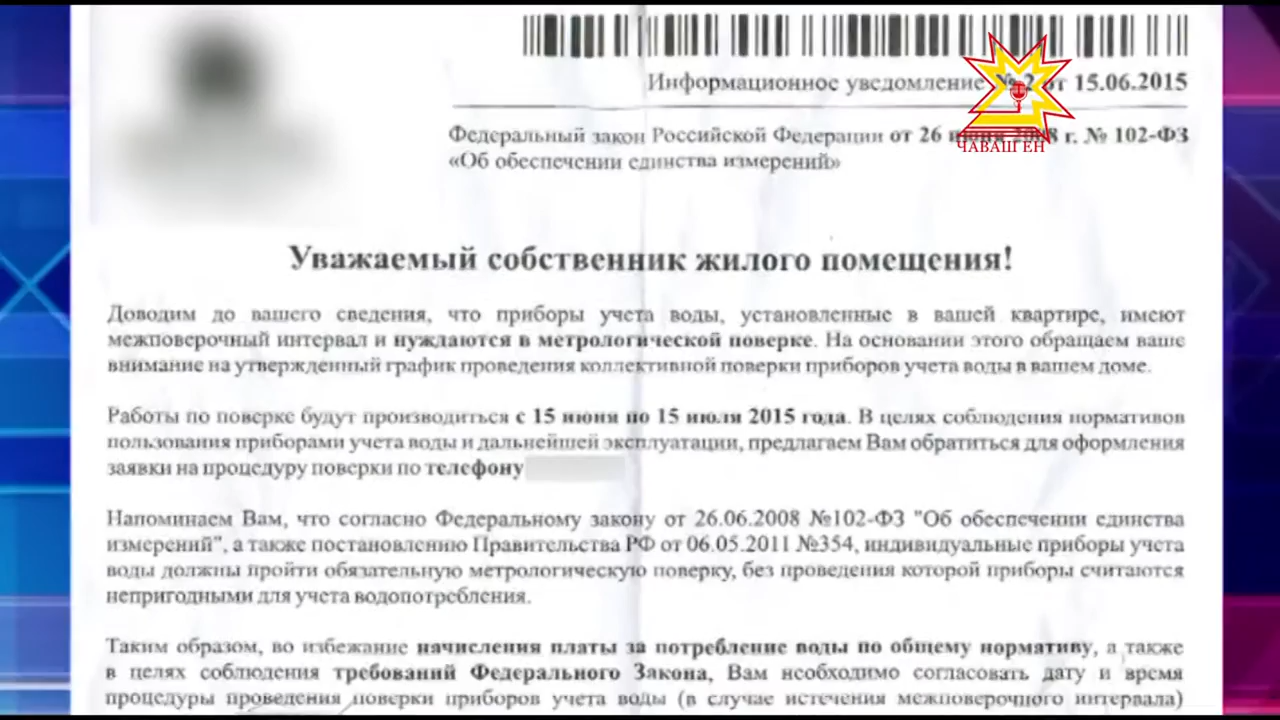 Информационное уведомление № 2 от 15.06.2015
Федеральный закон Российской Федерации от 26 июня 2008 г. № 102-ФЗ
«Об обеспечении единства измерений»
ЧӐВАШ ЕН
Уважаемый собственник жилого помещения!
Доводим до вашего сведения, что приборы учета воды, установленные в вашей квартире, имеют
межповерочный интервал и нуждаются в метрологической поверке. На основании этого обращаем ваше
внимание на утвержденный график проведения коллективной поверки приборов учета воды в вашем доме.
Работы по поверке будут производиться с 15 июня по 15 июля 2015 года. В целях соблюдения нормативов
пользования приборами учета воды и дальнейшей эксплуатации, предлагаем Вам обратиться для оформления
заявки на процедуру поверки по телефону
Напоминаем Вам, что согласно Федеральному закону от 26.06.2008 №102-ФЗ "Об обеспечении единства
измерений", а также постановлению Правительства РФ от 06.05.2011 №354, индивидуальные приборы учета
воды должны пройти обязательную метрологическую поверку, без проведения которой приборы считаются
непригодными для учета водопотребления.
Таким образом, во избежание начисления платы за потребление воды по общему нормативу, а также
в целях соблюдения требований Федерального Закона, Вам необходимо согласовать дату и время
процедуры проведения поверки приборов учета воды (в случае истечения межповерочного интервала)